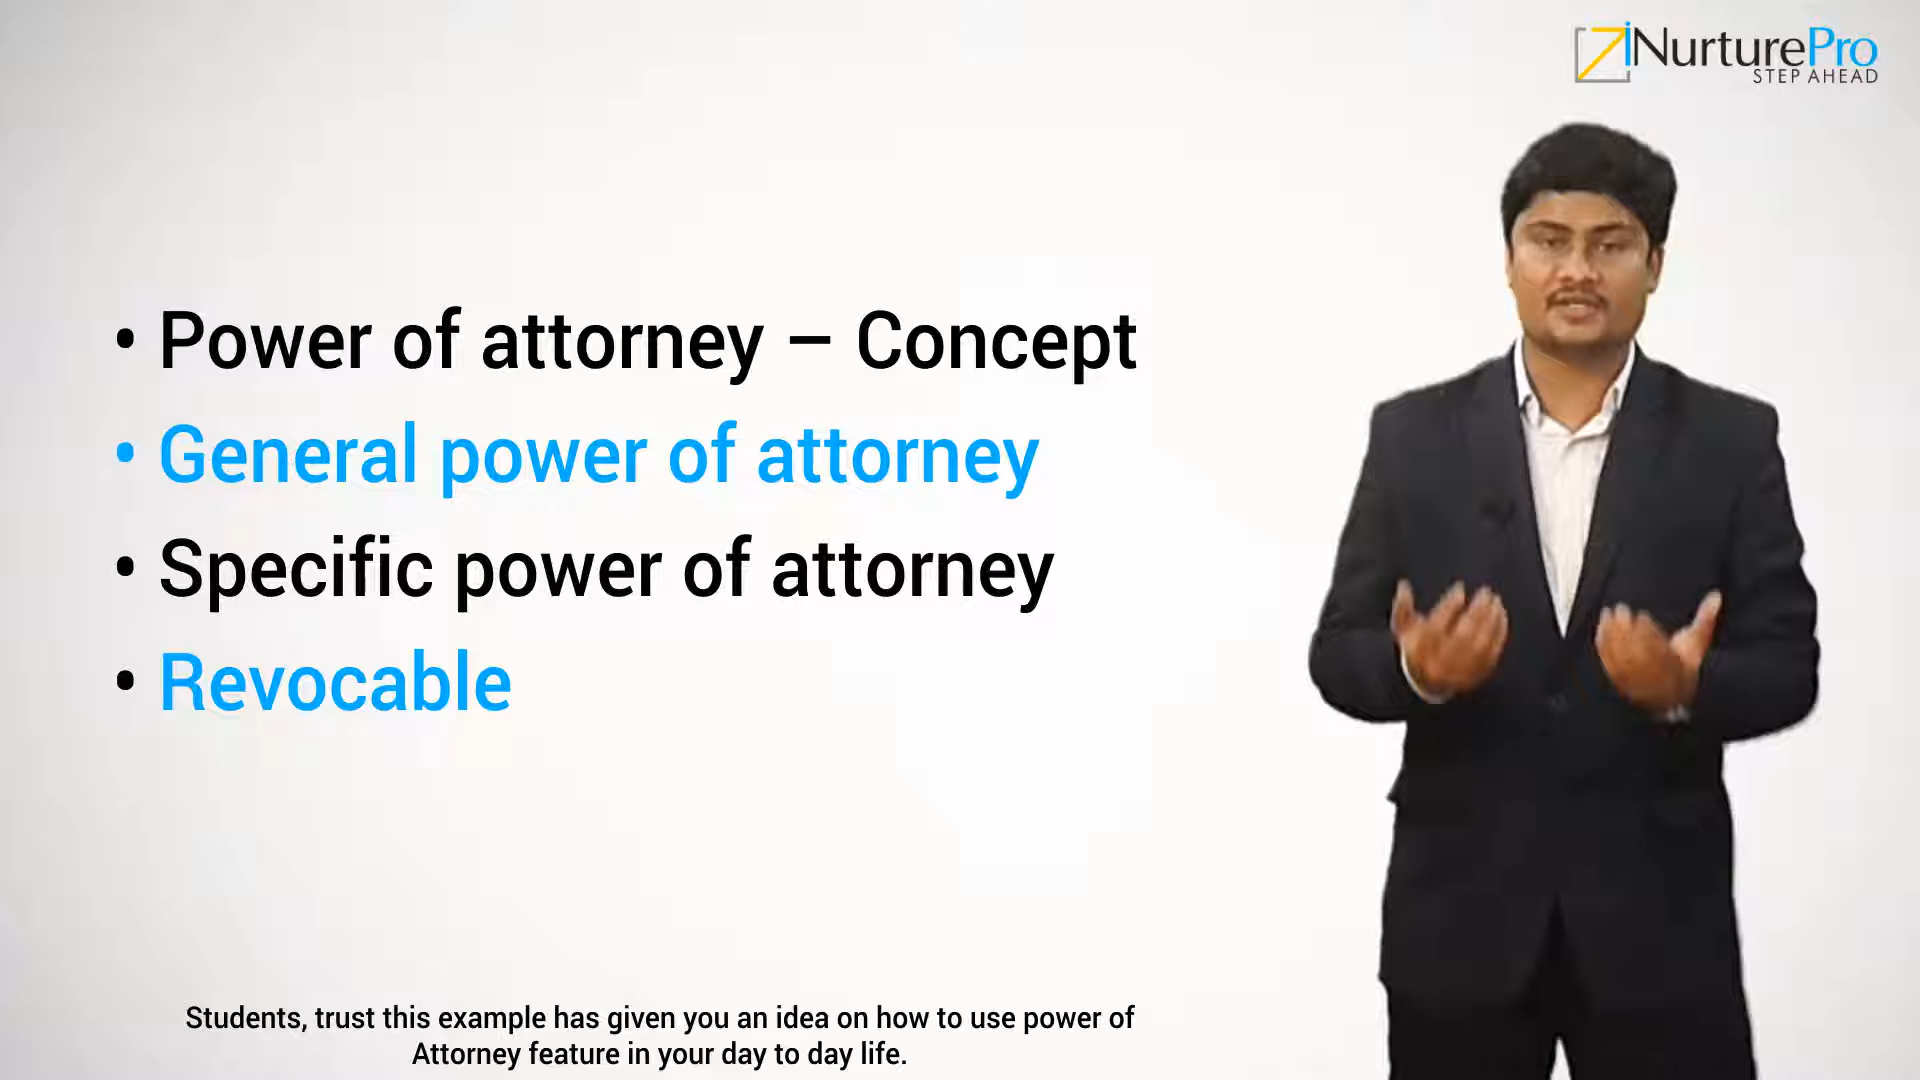 iNurturePro
STEP AHEAD
• Power of attorney – Concept
• General power of attorney
• Specific power of attorney
• Revocable
Students, trust this example has given you an idea on how to use power of
Attorney feature in your day to day life.